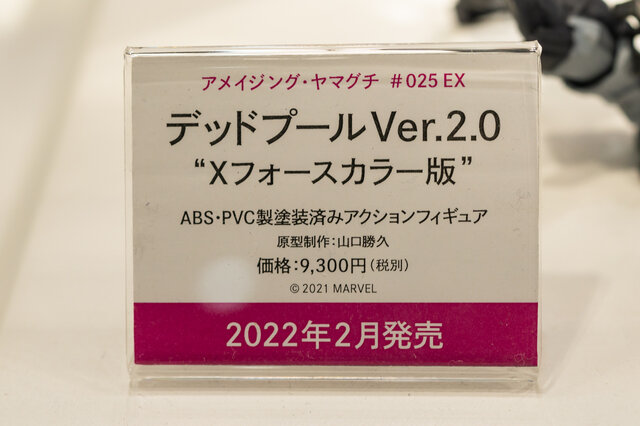 アメイジング・ヤマグチ #025 EX
デッドプールVer.2.0
“Xフォースカラー版”
ABS・PVC製塗装済みアクションフィギュア
原型制作：山口勝久
価格：9,300円（税別）
© 2021 MARVEL
2022年2月発売